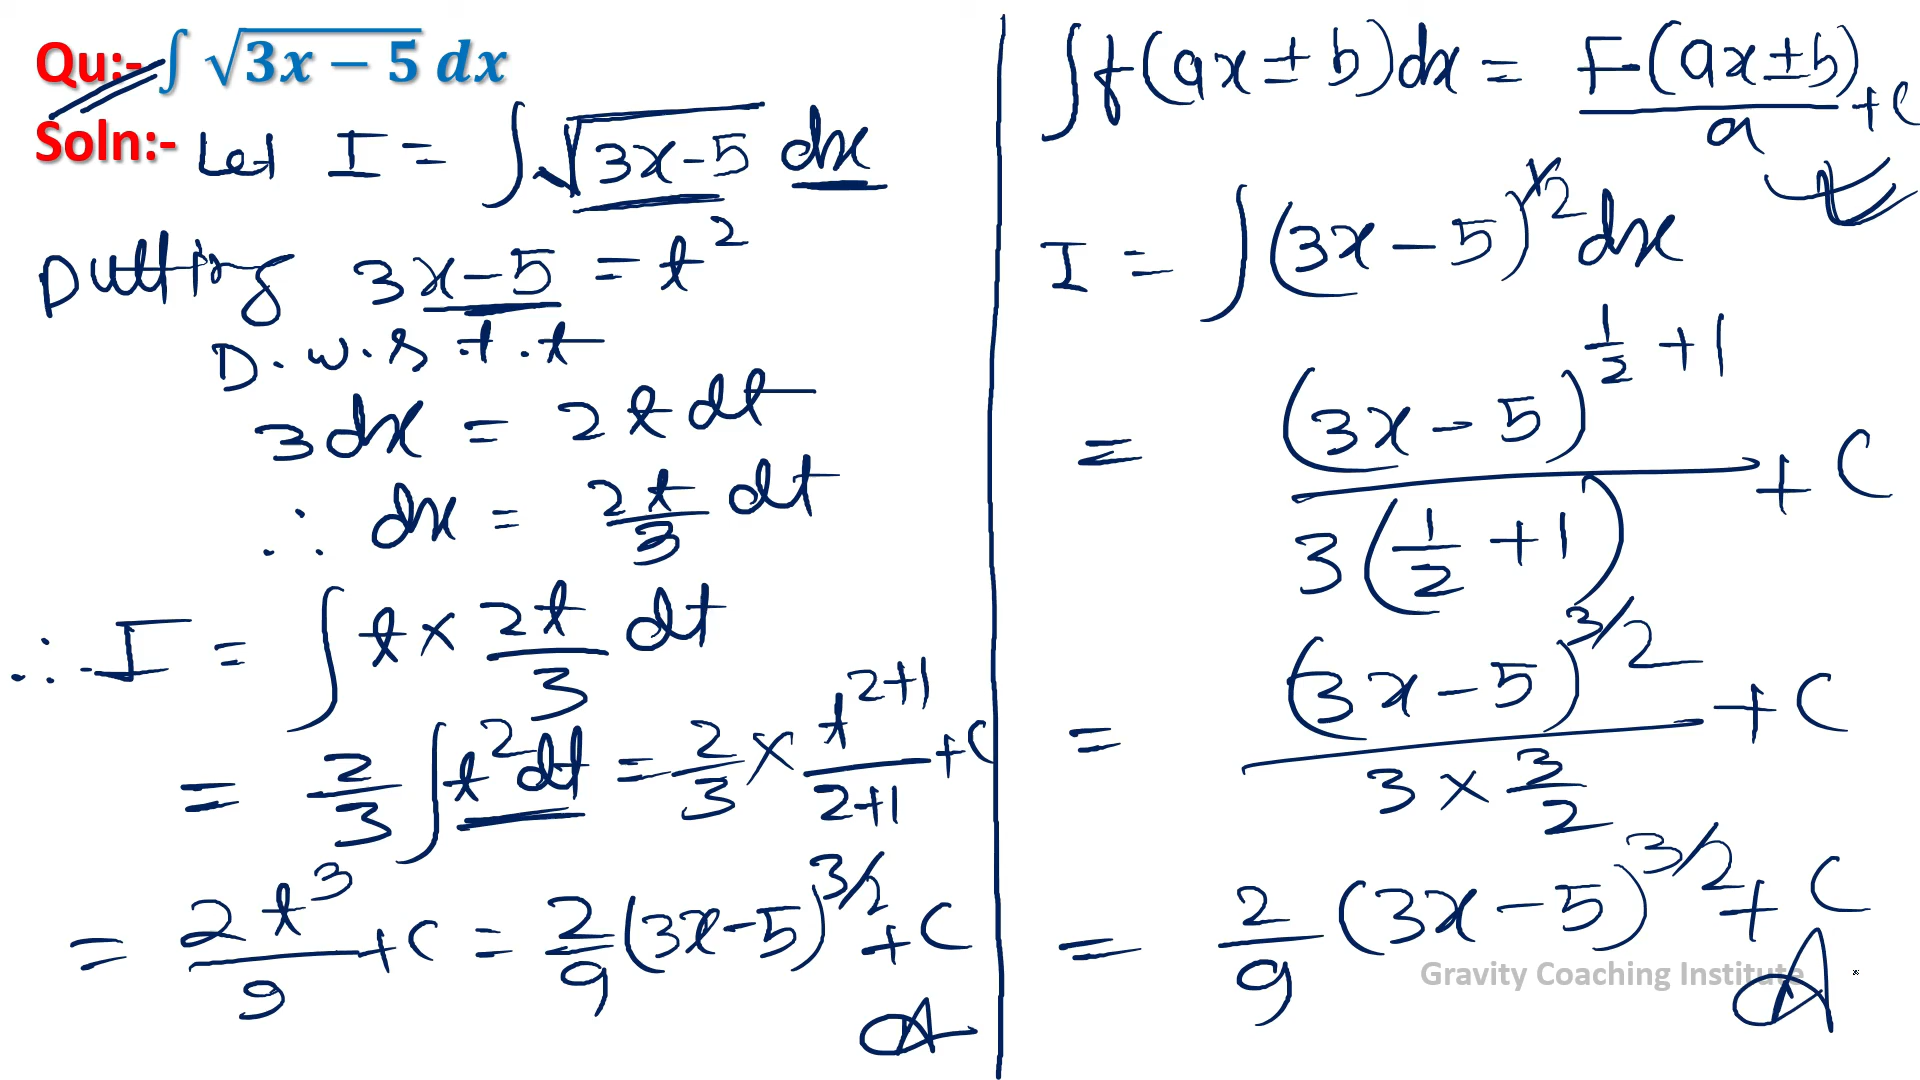 Qu:- ∫ √(3x − 5) dx
Soln:- Let I = ∫ √(3x-5) dx
putting 3x-5 = t²
D.w.r.t.t
3dx = 2t dt
∴ dx = 2t/3 dt
∴ I = ∫ t × 2t/3 dt
= 2/3 ∫ t² dt = 2/3 × t^(2+1)/(2+1) + C
= 2t³/9 + C = 2/9 (3x-5)^(3/2) + C
A
∫ f(ax±b)dx = F(ax±b)/a + C
I = ∫ (3x-5)^(1/2) dx
= (3x-5)^(1/2 + 1) / 3(1/2 + 1) + C
= (3x-5)^(3/2) / (3 × 3/2) + C
= 2/9 (3x-5)^(3/2) + C
A
Gravity Coaching Institute